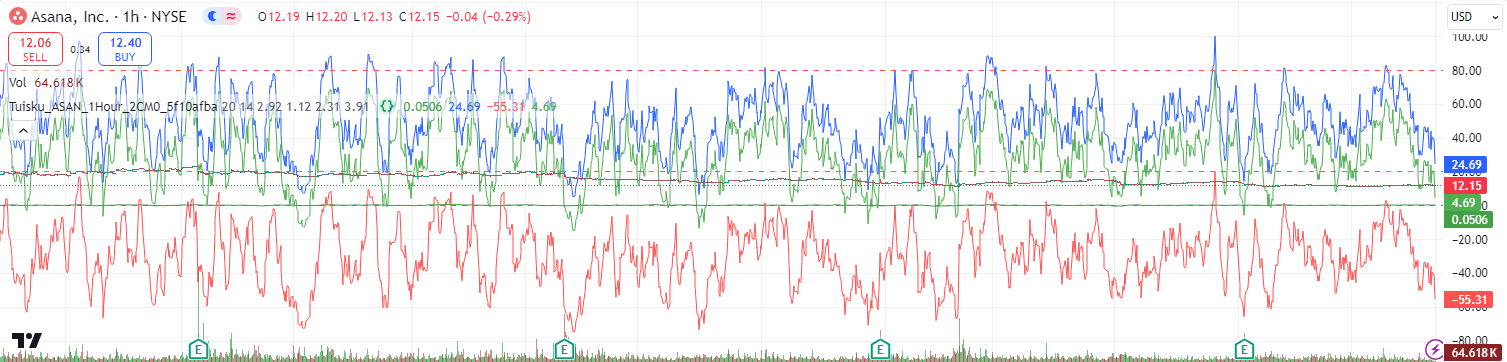 Asana, Inc. · 1h · NYSE O12.19 H12.20 L12.13 C12.15 −0.04 (−0.29%) USD
12.06 SELL 0.34 12.40 BUY
Vol 64.618K
Tuisku_ASAN_1Hour_2CM0_5f10afba 20 14 2.92 1.12 2.31 3.91 {} 0.0506 24.69 −55.31 4.69
100.00
80.00
60.00
40.00
24.69
12.15
4.69
0.0506
−20.00
−40.00
−55.31
−80.00
64.618K
E E E E